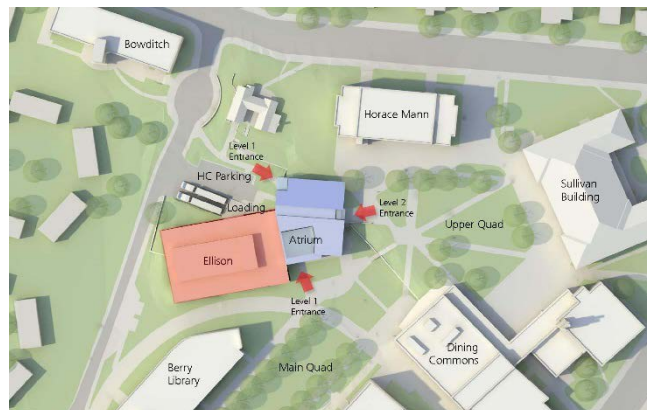 Bowditch
Horace Mann
Level 1
Entrance
HC Parking
Sullivan
Building
Level 2
Entrance
Loading
Upper Quad
Atrium
Ellison
Level 1
Entrance
Dining
Commons
Berry
Library
Main Quad